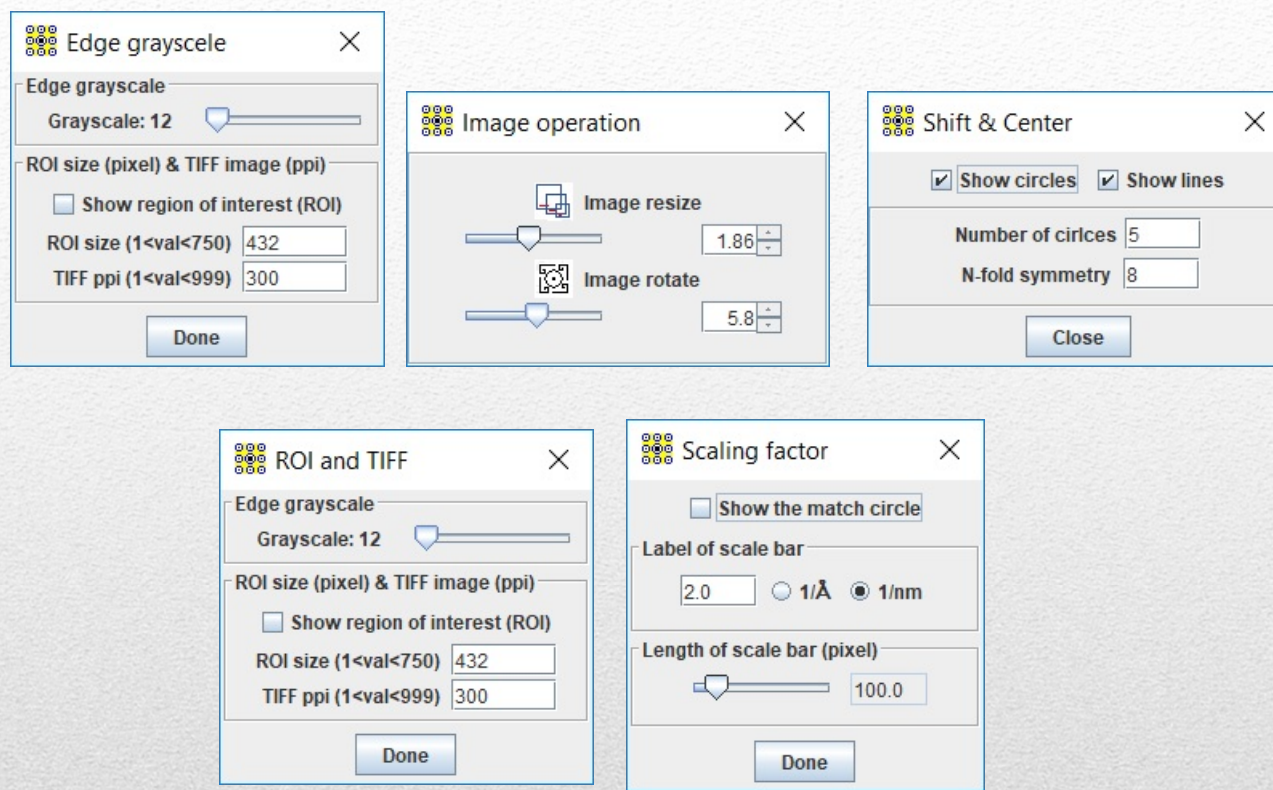 Edge grayscele
Edge grayscale
Grayscale: 12
ROI size (pixel) & TIFF image (ppi)
Show region of interest (ROI)
ROI size (1<val<750) 432
TIFF ppi (1<val<999) 300
Done
Image operation
Image resize
1.86
Image rotate
5.8
Shift & Center
Show circles Show lines
Number of cirlces 5
N-fold symmetry 8
Close
ROI and TIFF
Edge grayscale
Grayscale: 12
ROI size (pixel) & TIFF image (ppi)
Show region of interest (ROI)
ROI size (1<val<750) 432
TIFF ppi (1<val<999) 300
Done
Scaling factor
Show the match circle
Label of scale bar
2.0 1/Å 1/nm
Length of scale bar (pixel)
100.0
Done